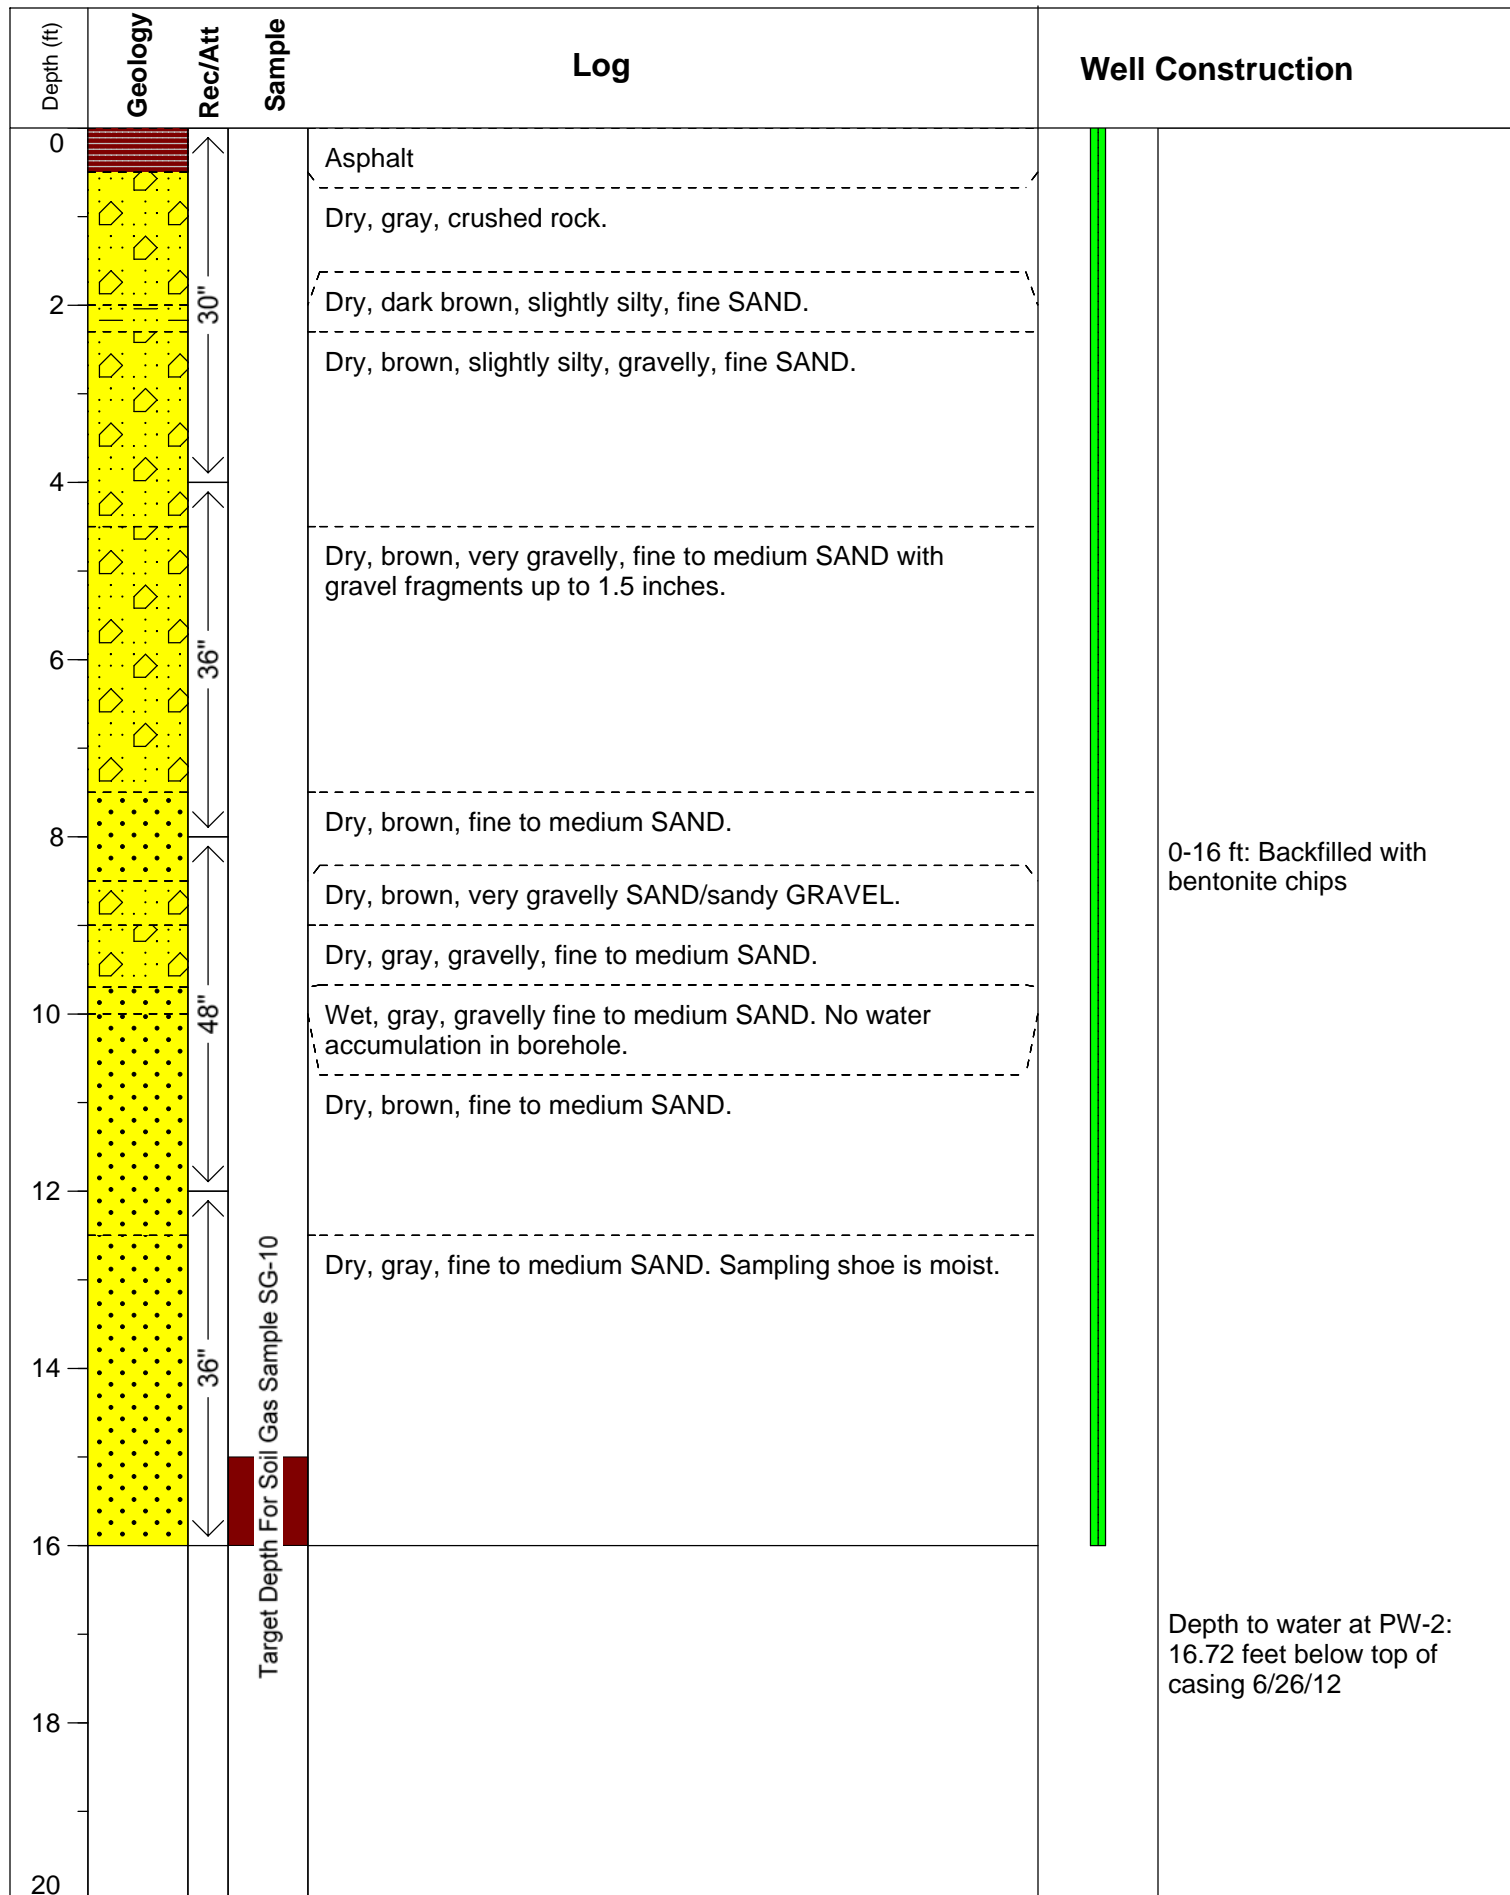 Depth (ft)
Geology
Rec/Att
Sample
Log
Well Construction
0
Asphalt
Dry, gray, crushed rock.
2
30"
Dry, dark brown, slightly silty, fine SAND.
Dry, brown, slightly silty, gravelly, fine SAND.
4
Dry, brown, very gravelly, fine to medium SAND with
gravel fragments up to 1.5 inches.
6
36"
Dry, brown, fine to medium SAND.
8
0-16 ft: Backfilled with
bentonite chips
Dry, brown, very gravelly SAND/sandy GRAVEL.
Dry, gray, gravelly, fine to medium SAND.
10
48"
Wet, gray, gravelly fine to medium SAND. No water
accumulation in borehole.
Dry, brown, fine to medium SAND.
12
Dry, gray, fine to medium SAND. Sampling shoe is moist.
14
36"
Target Depth For Soil Gas Sample SG-10
16
Depth to water at PW-2:
16.72 feet below top of
casing 6/26/12
18
20